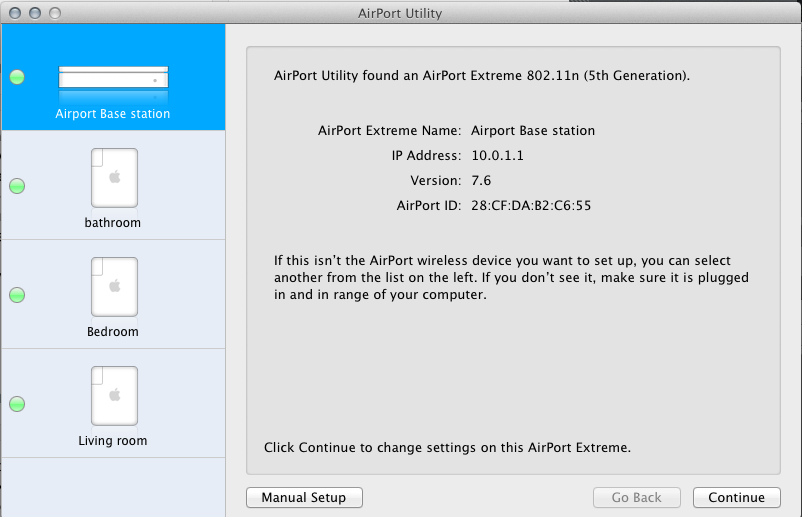 AirPort Utility
Airport Base station
bathroom
Bedroom
Living room
AirPort Utility found an AirPort Extreme 802.11n (5th Generation).
AirPort Extreme Name: Airport Base station
IP Address: 10.0.1.1
Version: 7.6
AirPort ID: 28:CF:DA:B2:C6:55
If this isn't the AirPort wireless device you want to set up, you can select
another from the list on the left. If you don't see it, make sure it is plugged
in and in range of your computer.
Click Continue to change settings on this AirPort Extreme.
Manual Setup
Go Back
Continue